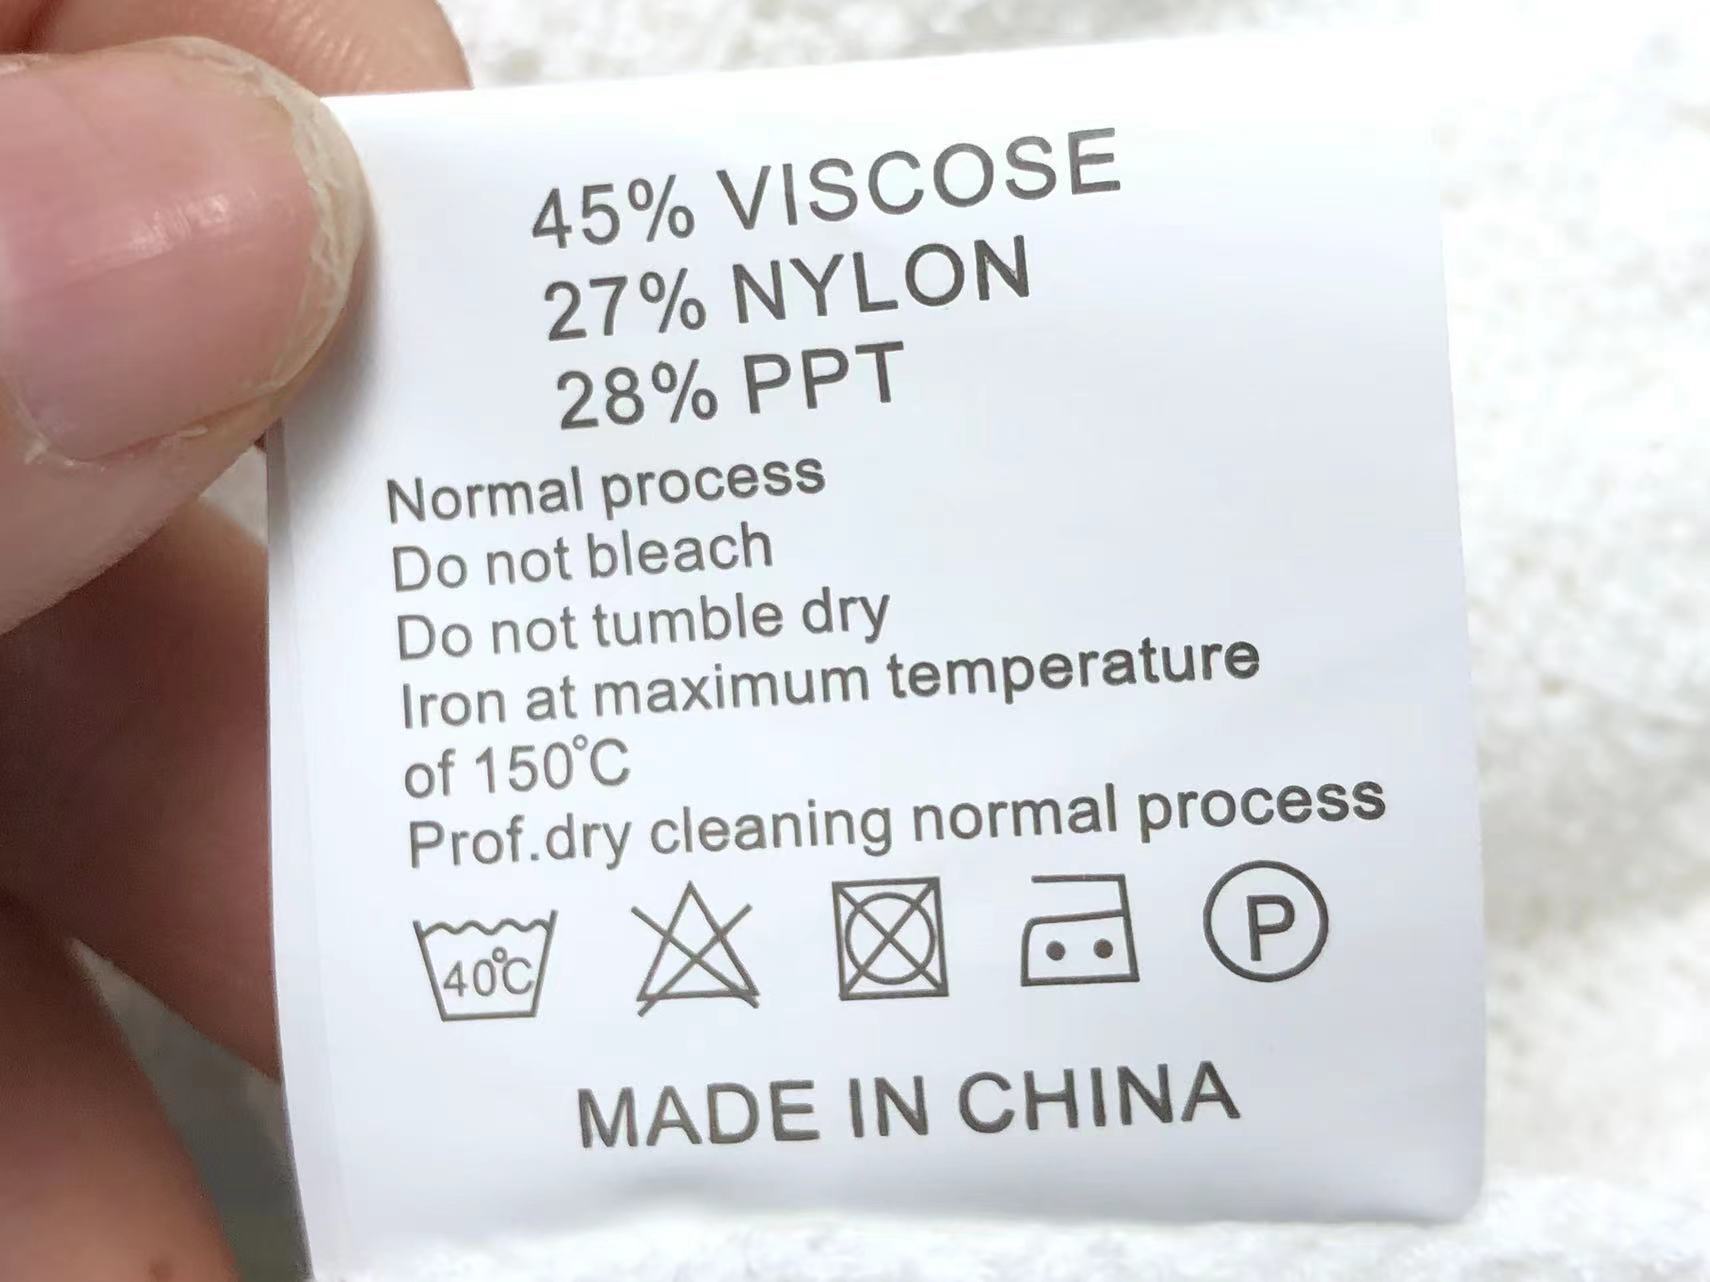 45% VISCOSE
27% NYLON
28% PPT
Normal process
Do not bleach
Do not tumble dry
Iron at maximum temperature
of 150℃
Prof.dry cleaning normal process
40℃ P
MADE IN CHINA